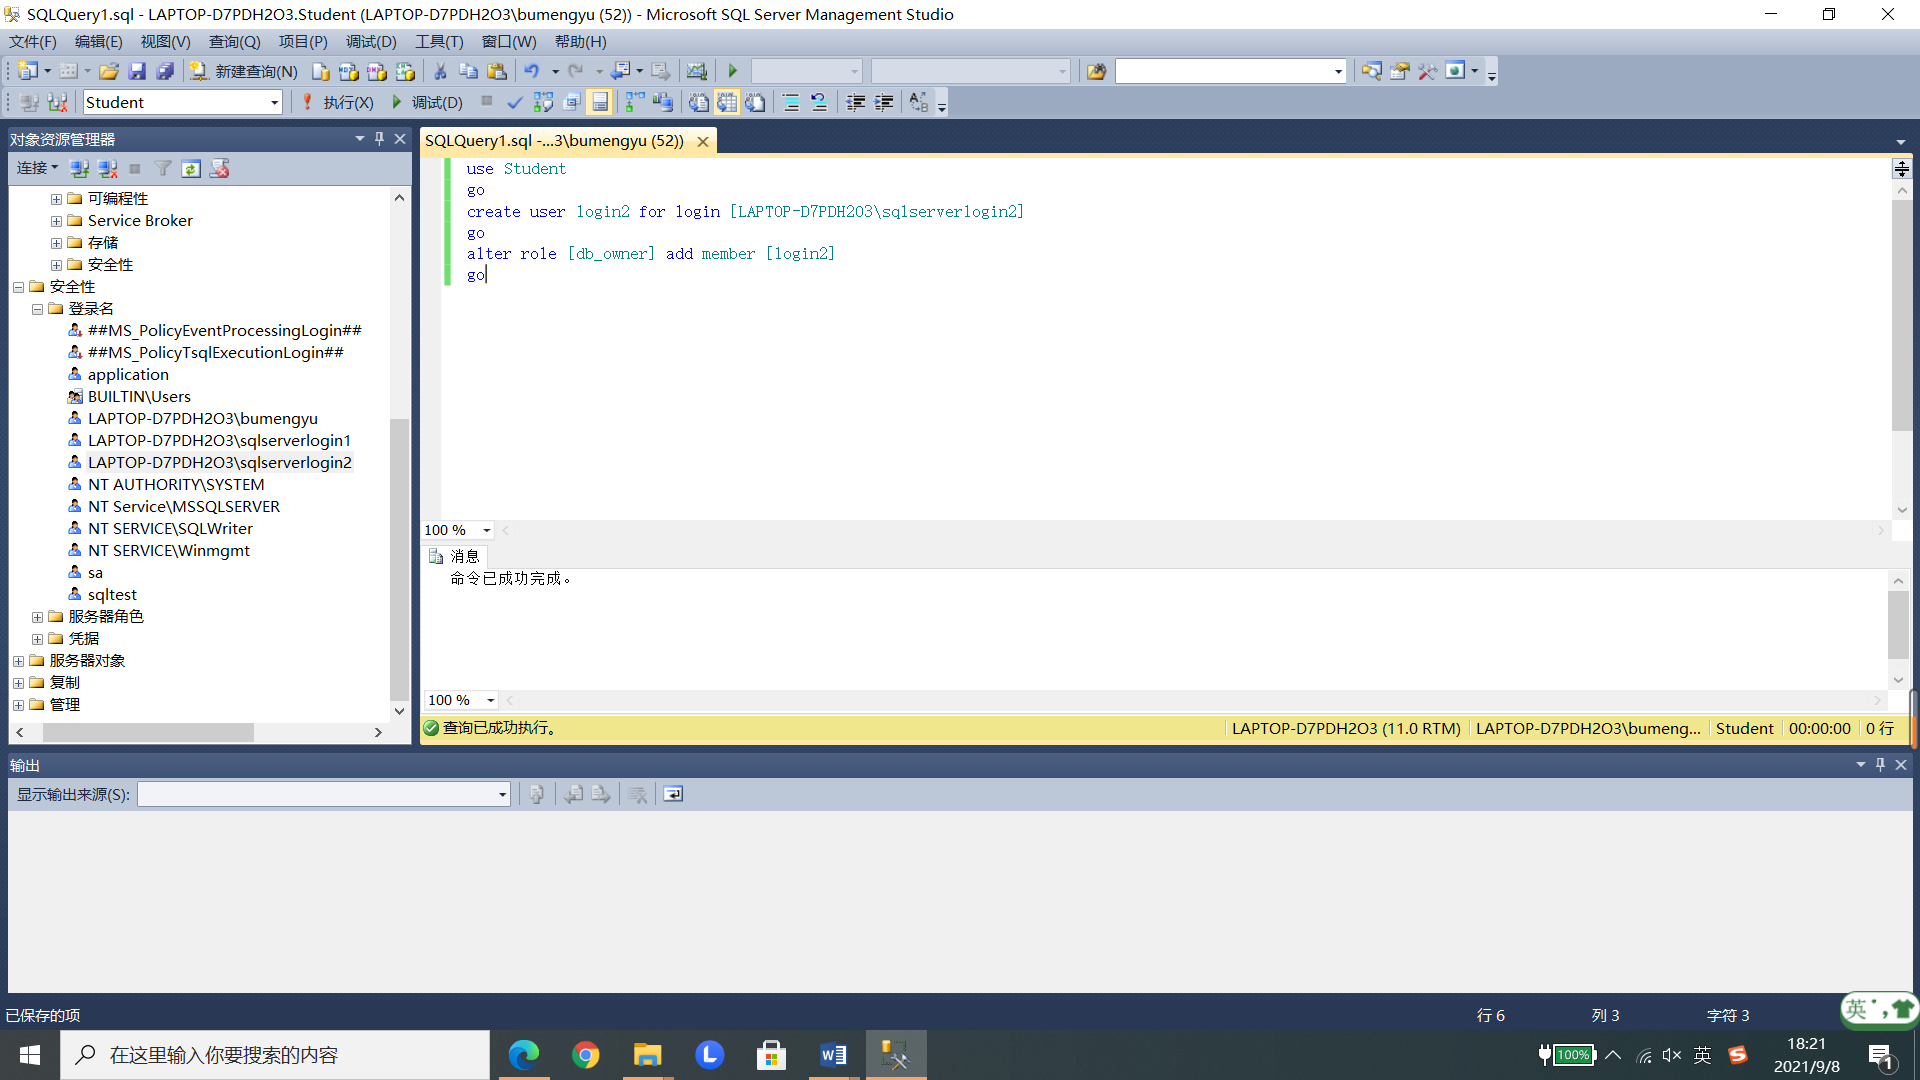 SQLQuery1.sql - LAPTOP-D7PDH2O3.Student (LAPTOP-D7PDH2O3\bumengyu (52)) - Microsoft SQL Server Management Studio
文件(F) 编辑(E) 视图(V) 查询(Q) 项目(P) 调试(D) 工具(T) 窗口(W) 帮助(H)
新建查询(N)
Student 执行(X) 调试(D)
对象资源管理器
连接
可编程性
Service Broker
存储
安全性
安全性
登录名
##MS_PolicyEventProcessingLogin##
##MS_PolicyTsqlExecutionLogin##
application
BUILTIN\Users
LAPTOP-D7PDH2O3\bumengyu
LAPTOP-D7PDH2O3\sqlserverlogin1
LAPTOP-D7PDH2O3\sqlserverlogin2
NT AUTHORITY\SYSTEM
NT Service\MSSQLSERVER
NT SERVICE\SQLWriter
NT SERVICE\Winmgmt
sa
sqltest
服务器角色
凭据
服务器对象
复制
管理
SQLQuery1.sql -...3\bumengyu (52))
use Student
go
create user login2 for login [LAPTOP-D7PDH2O3\sqlserverlogin2]
go
alter role [db_owner] add member [login2]
go
100 %
消息
命令已成功完成。
100 %
查询已成功执行。 LAPTOP-D7PDH2O3 (11.0 RTM) LAPTOP-D7PDH2O3\bumeng... Student 00:00:00 0 行
输出
显示输出来源(S):
已保存的项 行 6 列 3 字符 3
英
在这里输入你要搜索的内容
100% 英 18:21
2021/9/8
1